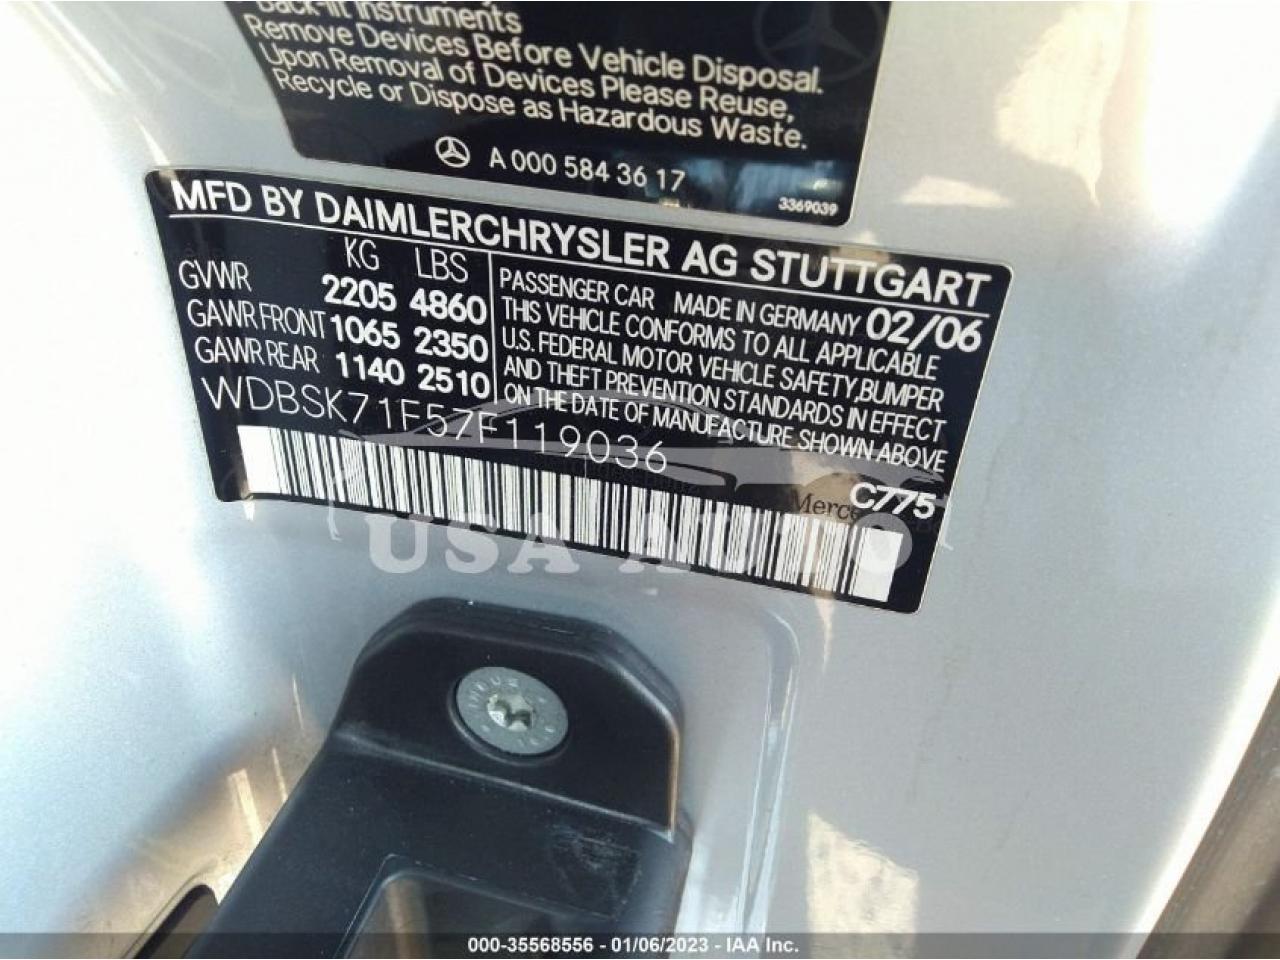 Back-lit Instruments
Remove Devices Before Vehicle Disposal.
Upon Removal of Devices Please Reuse,
Recycle or Dispose as Hazardous Waste.
A 000 584 36 17
3369039
MFD BY DAIMLERCHRYSLER AG STUTTGART
KG LBS
GVWR 2205 4860
GAWR FRONT 1065 2350
GAWR REAR 1140 2510
PASSENGER CAR MADE IN GERMANY 02/06
THIS VEHICLE CONFORMS TO ALL APPLICABLE
U.S. FEDERAL MOTOR VEHICLE SAFETY,BUMPER
AND THEFT PREVENTION STANDARDS IN EFFECT
ON THE DATE OF MANUFACTURE SHOWN ABOVE
WDBSK71F57F119036
C775
USA AUTO
000-35568556 - 01/06/2023 - IAA Inc.